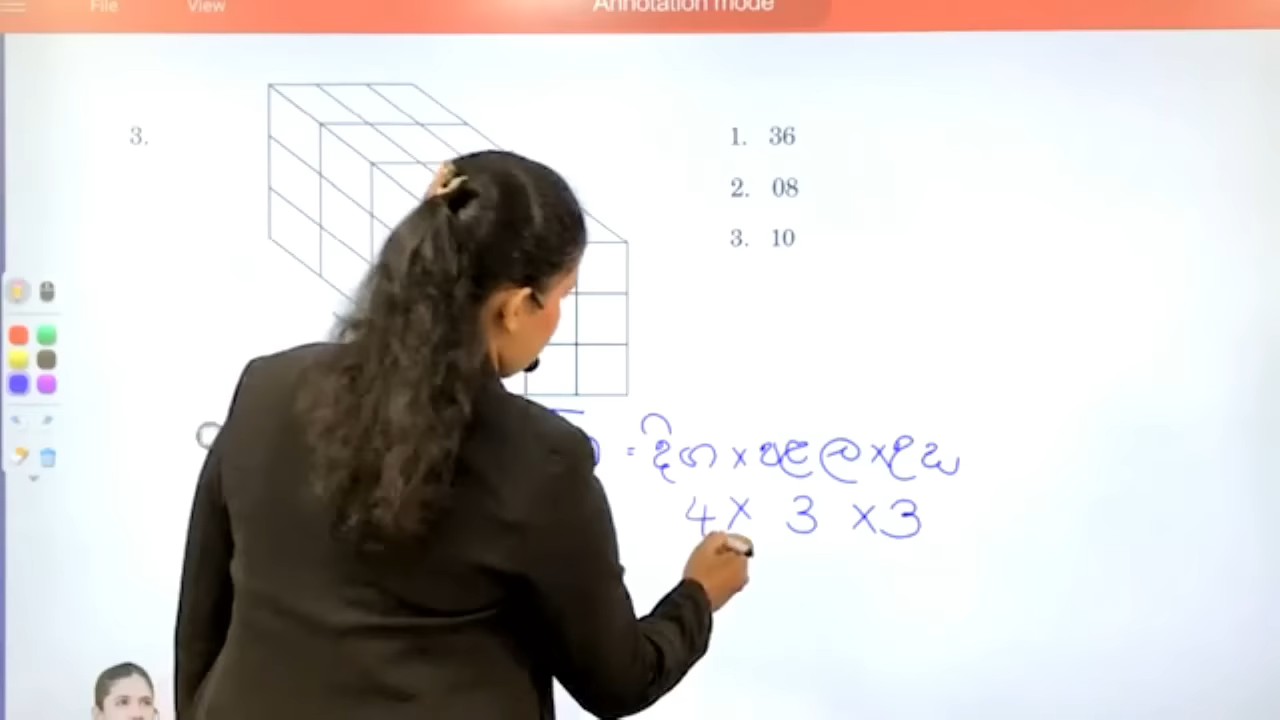 File View Annotation mode
3.
1. 36
2. 08
3. 10
= දිග x පළල x උස
4 x 3 x 3